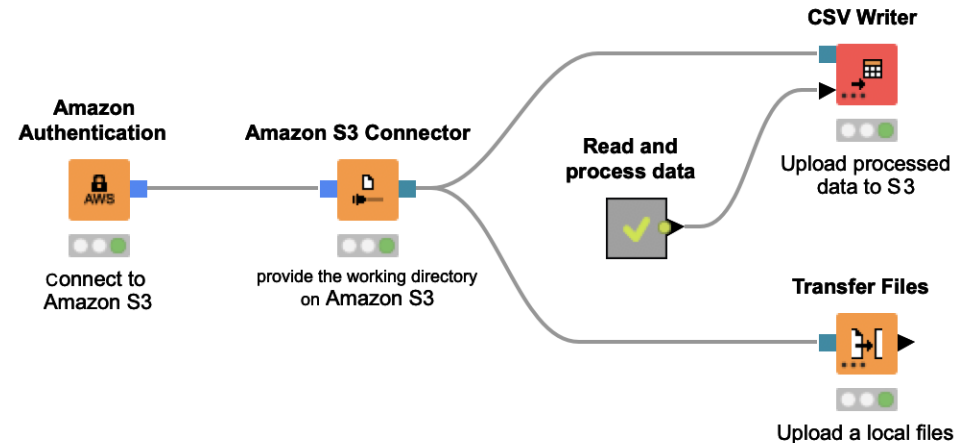 CSV Writer
Amazon
Authentication
Amazon S3 Connector
AWS
Read and
process data
Upload processed
data to S3
Connect to
Amazon S3
provide the working directory
on Amazon S3
Transfer Files
Upload a local files